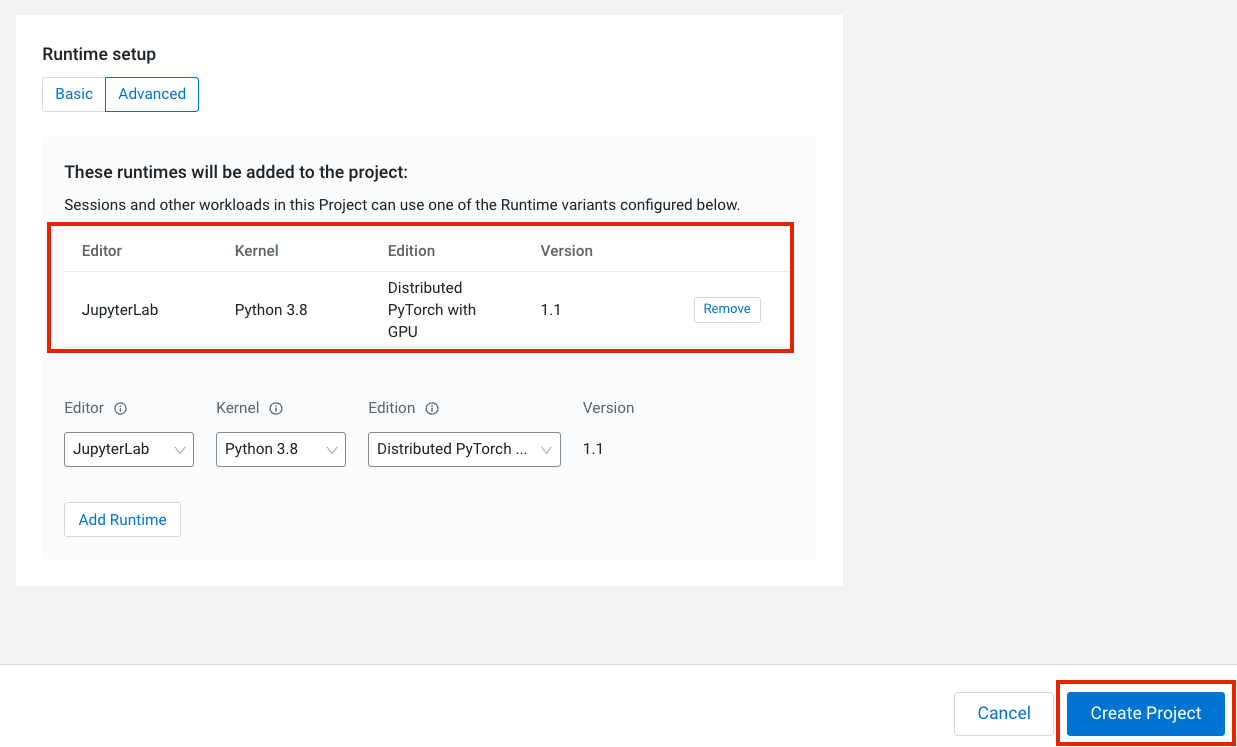 Runtime setup
Basic Advanced
These runtimes will be added to the project:
Sessions and other workloads in this Project can use one of the Runtime variants configured below.
Editor Kernel Edition Version
JupyterLab Python 3.8 Distributed PyTorch with GPU 1.1 Remove
Editor Kernel Edition Version
JupyterLab Python 3.8 Distributed PyTorch ... 1.1
Add Runtime
Cancel Create Project